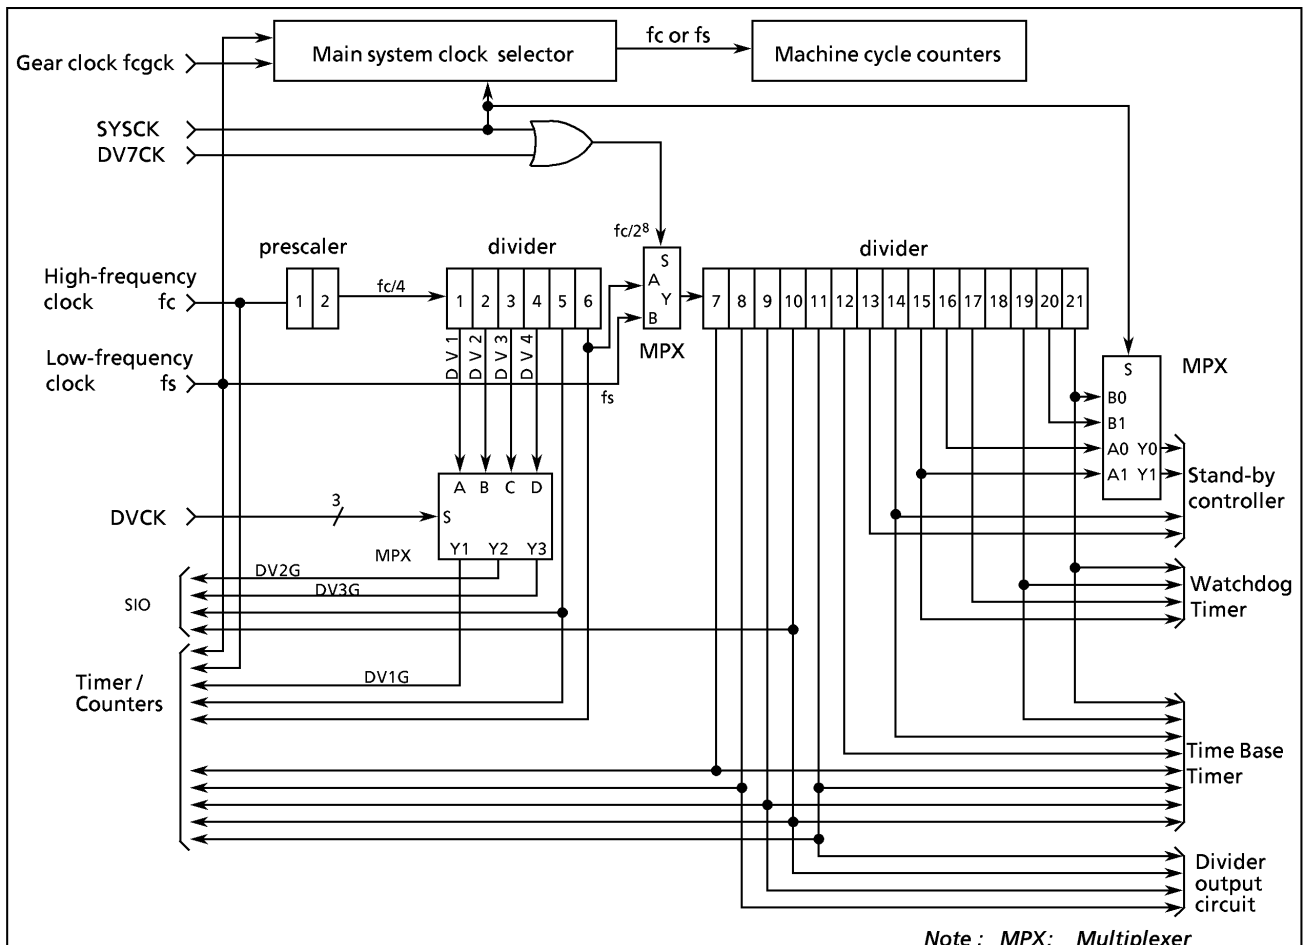 Main system clock selector
fc or fs
Machine cycle counters
Gear clock fcgck
SYSCK
DV7CK
prescaler
divider
fc/2⁸
divider
High-frequency
clock fc
1 2
fc/4
1 2 3 4 5 6
S
A
Y
B
MPX
7 8 9 10 11 12 13 14 15 16 17 18 19 20 21
Low-frequency
clock fs
DV1
DV2
DV3
DV4
fs
S
MPX
B0
B1
A0 Y0
A1 Y1
Stand-by
controller
DVCK
3
A B C D
S
Y1 Y2 Y3
MPX
DV2G
DV3G
SIO
Watchdog
Timer
DV1G
Timer /
Counters
Time Base
Timer
Divider
output
circuit
Note : MPX: Multiplexer